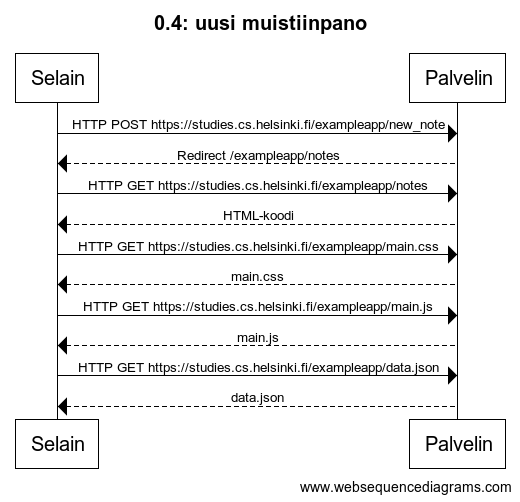 0.4: uusi muistiinpano
Selain
Palvelin
HTTP POST https://studies.cs.helsinki.fi/exampleapp/new_note
Redirect /exampleapp/notes
HTTP GET https://studies.cs.helsinki.fi/exampleapp/notes
HTML-koodi
HTTP GET https://studies.cs.helsinki.fi/exampleapp/main.css
main.css
HTTP GET https://studies.cs.helsinki.fi/exampleapp/main.js
main.js
HTTP GET https://studies.cs.helsinki.fi/exampleapp/data.json
data.json
Selain
Palvelin
www.websequencediagrams.com